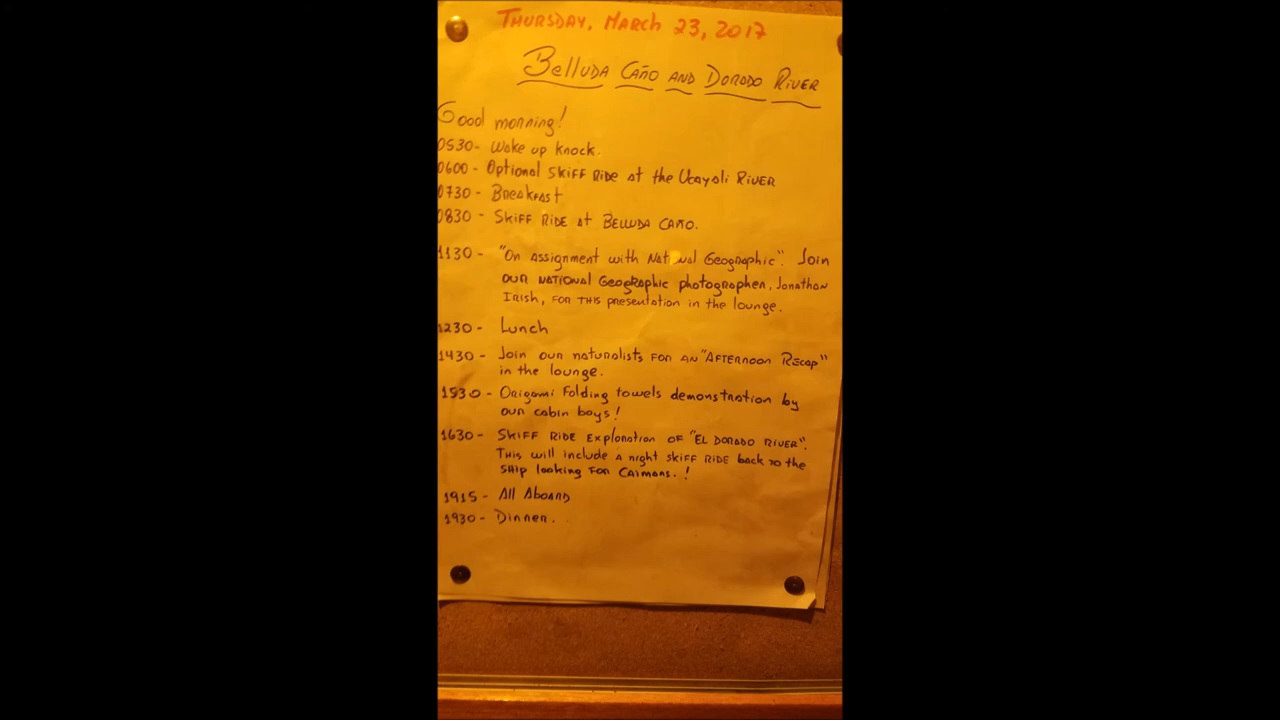 Thursday, March 23, 2017
Belluda Caño and Dorado River
Good morning!
0530- Wake up knock.
0600- Optional Skiff Ride at the Ucayali River
0730- Breakfast
0830- Skiff Ride at Belluda Caño.
1130- "On assignment with National Geographic". Join
our National Geographic photographer, Jonathan
Irish, for this presentation in the lounge.
1230- Lunch
1430- Join our naturalists for an "Afternoon Recap"
in the lounge.
1530- Origami Folding towels demonstration by
our cabin boys!
1630- Skiff Ride Exploration of "El Dorado River".
This will include a night skiff ride back to the
ship looking for Caimans.!
1915- All Aboard
1930- Dinner.